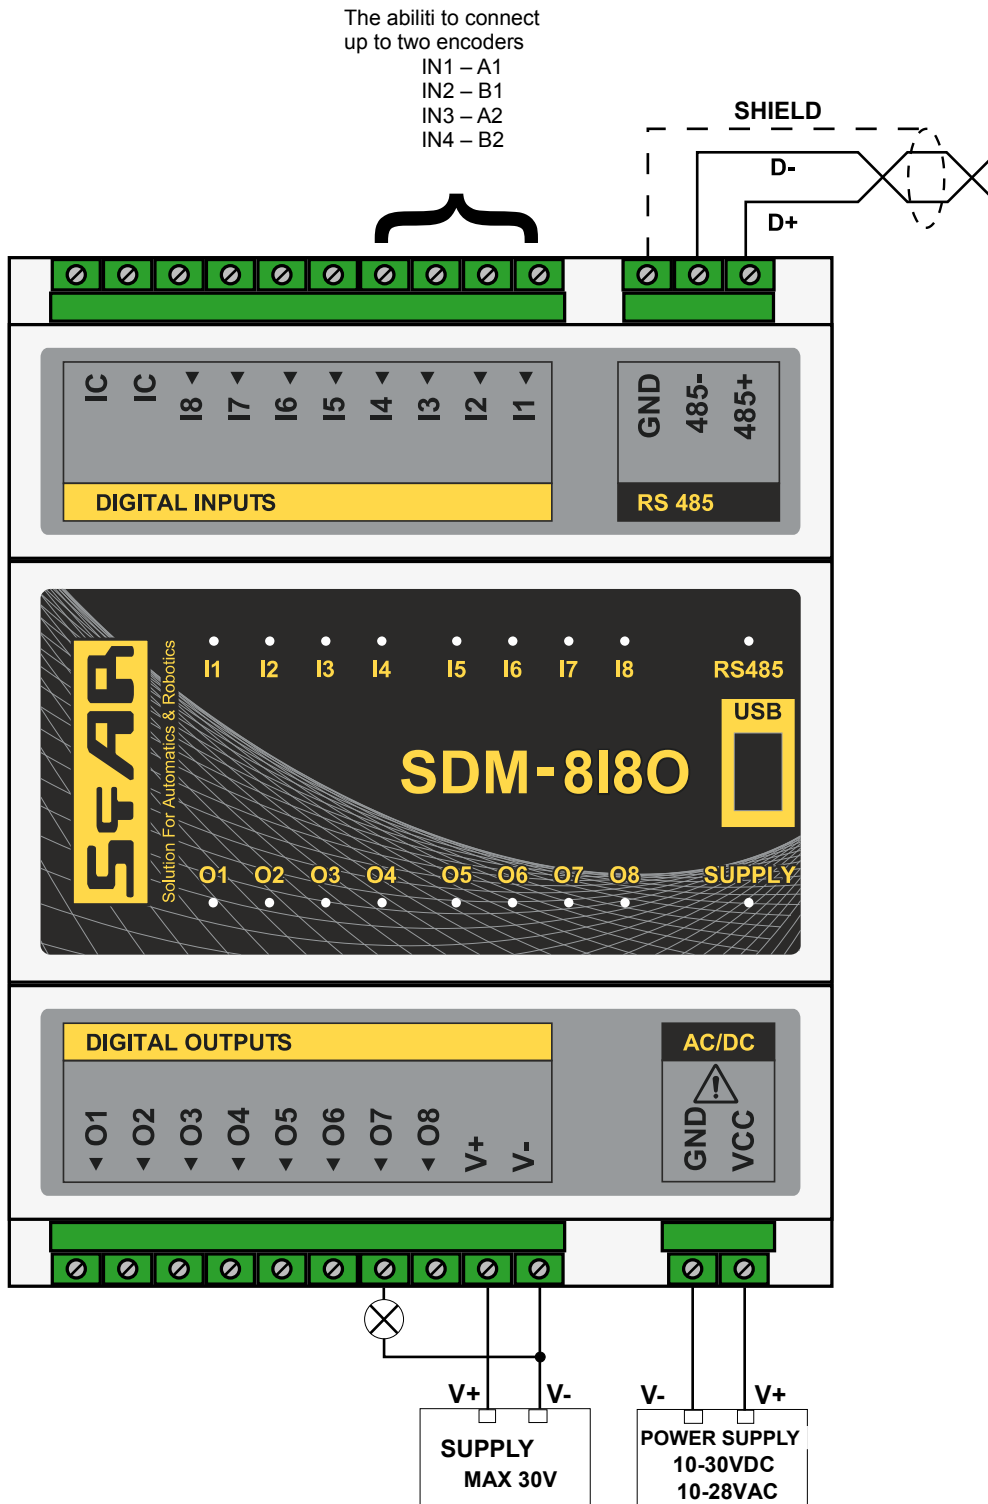 The abiliti to connect
up to two encoders
IN1 – A1
IN2 – B1
IN3 – A2
IN4 – B2
SHIELD
D-
D+
IC IC I8 I7 I6 I5 I4 I3 I2 I1
DIGITAL INPUTS
GND 485- 485+
RS 485
SFAR
Solution For Automatics & Robotics
I1 I2 I3 I4 I5 I6 I7 I8 RS485
USB
SDM-8I8O
O1 O2 O3 O4 O5 O6 O7 O8 SUPPLY
DIGITAL OUTPUTS
O1 O2 O3 O4 O5 O6 O7 O8 V+ V-
AC/DC
GND VCC
V+ V-
SUPPLY
MAX 30V
V- V+
POWER SUPPLY
10-30VDC
10-28VAC